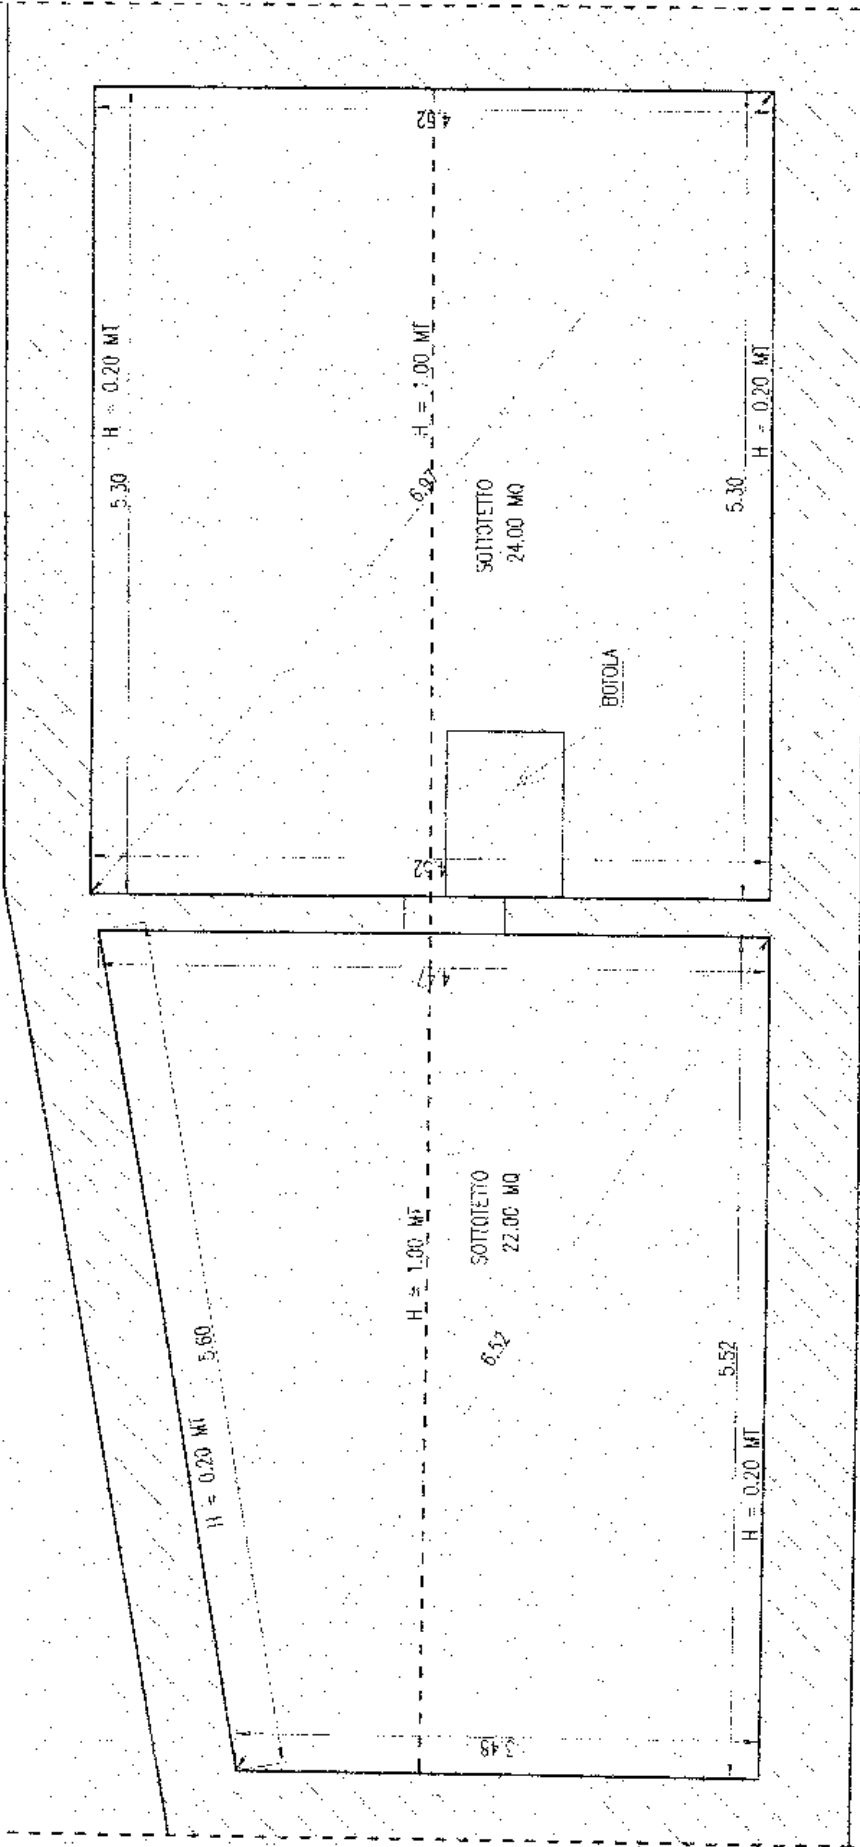 4.52
H = 0.20 MT
H = 1.00 MT
H = 0.20 MT
5.30
5.30
SOTTOTETTO
24.00 MQ
BOTOLA
4.52
4.47
SOTTOTETTO
22.00 MQ
H = 1.00 MT
5.60
6.52
5.52
H = 0.20 MT
H = 0.20 MT
3.48